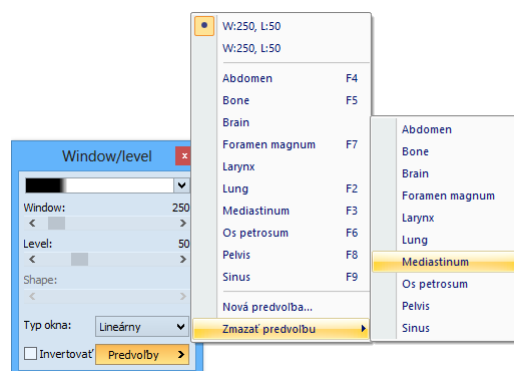 Window/level
x
Window: 250
Level: 50
Shape:
Typ okna: Lineárny
Invertovať Predvoľby
W:250, L:50
W:250, L:50
Abdomen F4
Bone F5
Brain
Foramen magnum F7
Larynx
Lung F2
Mediastinum F3
Os petrosum F6
Pelvis F8
Sinus F9
Nová predvoľba...
Zmazať predvoľbu
Abdomen
Bone
Brain
Foramen magnum
Larynx
Lung
Mediastinum
Os petrosum
Pelvis
Sinus